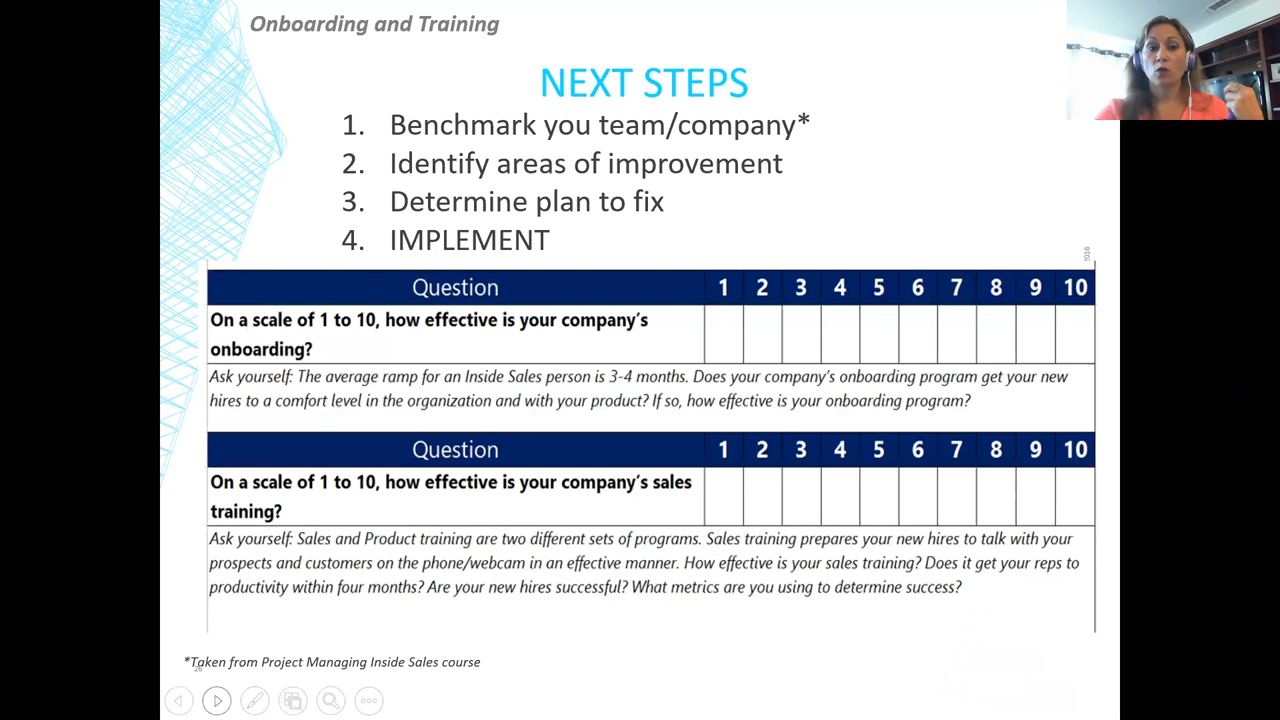 Onboarding and Training
NEXT STEPS
1. Benchmark you team/company*
2. Identify areas of improvement
3. Determine plan to fix
4. IMPLEMENT
Question 1 2 3 4 5 6 7 8 9 10
On a scale of 1 to 10, how effective is your company's
onboarding?
Ask yourself: The average ramp for an Inside Sales person is 3-4 months. Does your company's onboarding program get your new
hires to a comfort level in the organization and with your product? If so, how effective is your onboarding program?
Question 1 2 3 4 5 6 7 8 9 10
On a scale of 1 to 10, how effective is your company's sales
training?
Ask yourself: Sales and Product training are two different sets of programs. Sales training prepares your new hires to talk with your
prospects and customers on the phone/webcam in an effective manner. How effective is your sales training? Does it get your reps to
productivity within four months? Are your new hires successful? What metrics are you using to determine success?
*Taken from Project Managing Inside Sales course
26